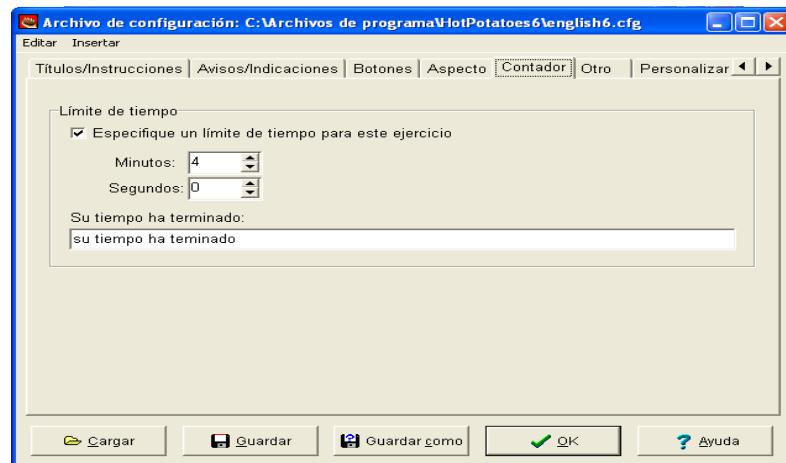 Archivo de configuración: C:\Archivos de programa\HotPotatoes6\english6.cfg
Editar Insertar
Títulos/Instrucciones Avisos/Indicaciones Botones Aspecto Contador Otro Personalizar
Límite de tiempo
Especifique un límite de tiempo para este ejercicio
Minutos: 4
Segundos: 0
Su tiempo ha terminado:
su tiempo ha teminado
Cargar Guardar Guardar como OK Ayuda